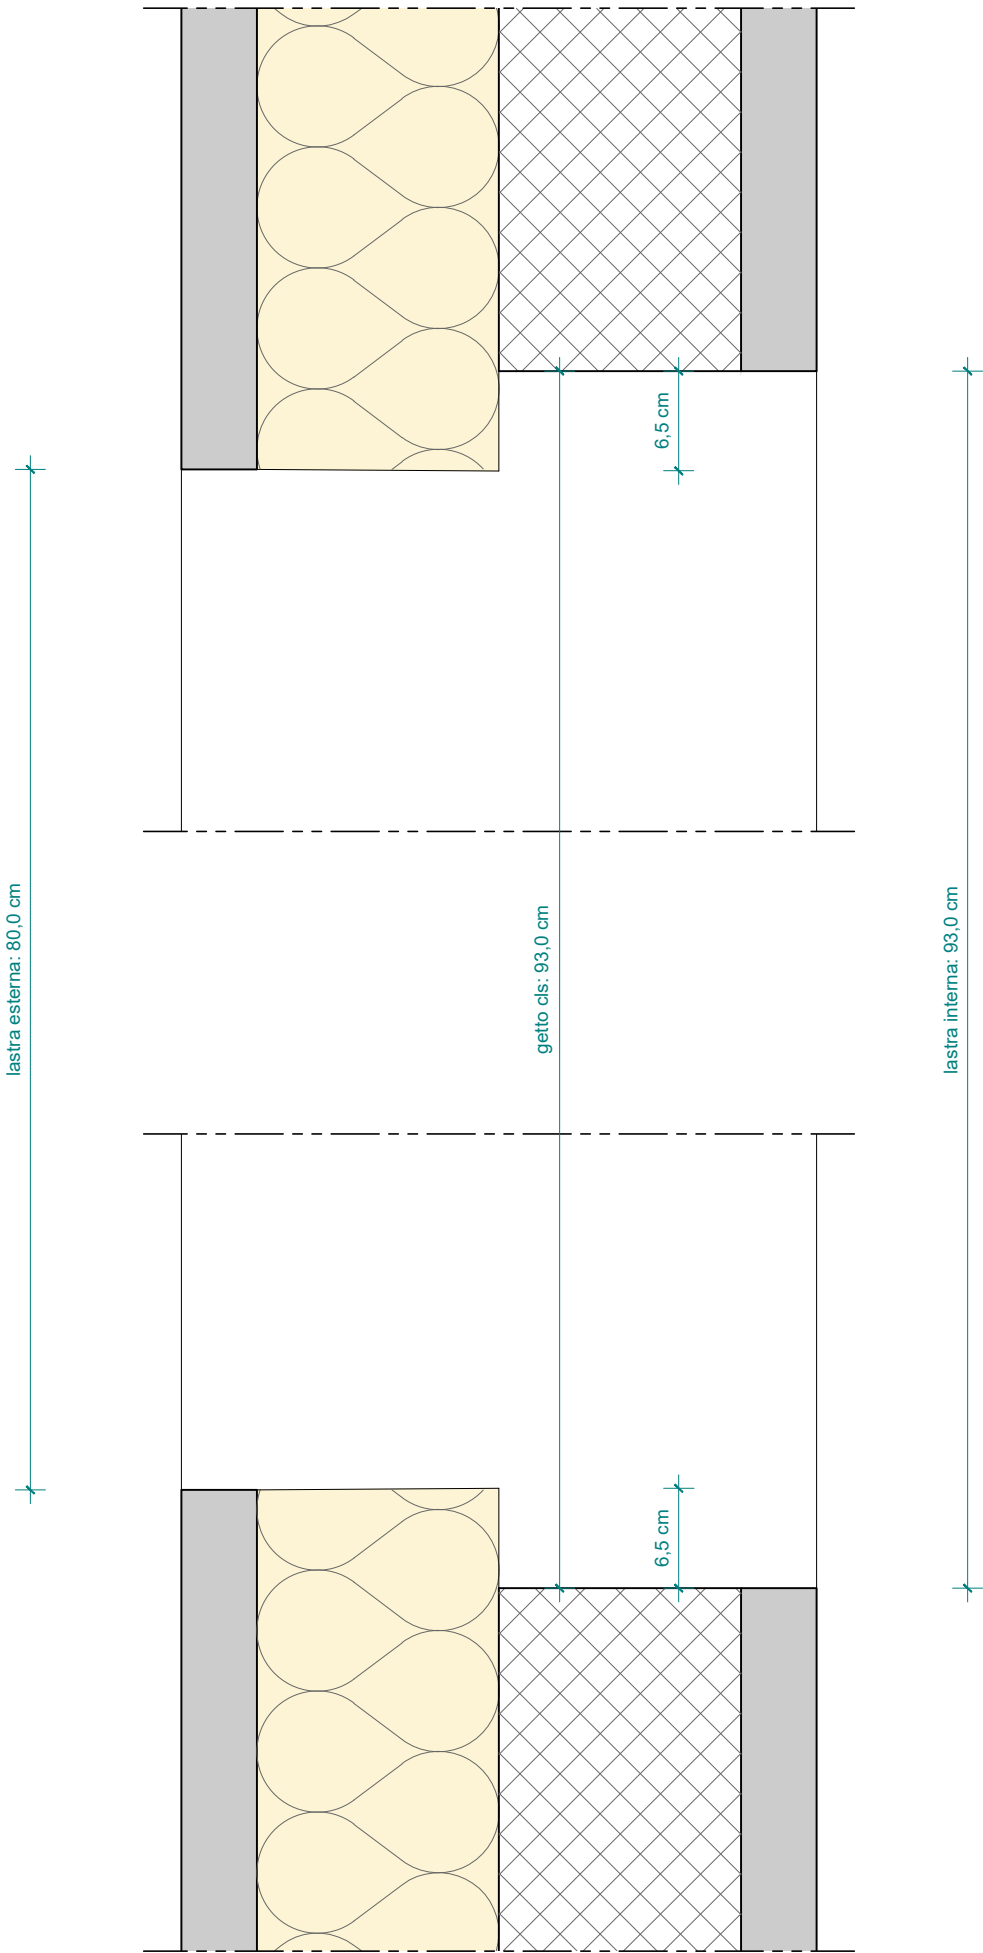 6,5 cm
lastra esterna: 80,0 cm
getto cls: 93,0 cm
lastra interna: 93,0 cm
6,5 cm